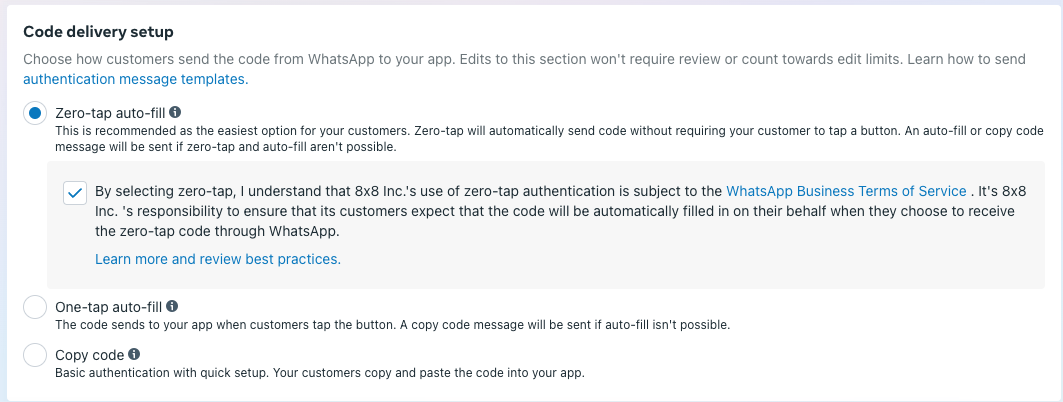 Code delivery setup
Choose how customers send the code from WhatsApp to your app. Edits to this section won't require review or count towards edit limits. Learn how to send
authentication message templates.
Zero-tap auto-fill
This is recommended as the easiest option for your customers. Zero-tap will automatically send code without requiring your customer to tap a button. An auto-fill or copy code
message will be sent if zero-tap and auto-fill aren't possible.
By selecting zero-tap, I understand that 8x8 Inc.'s use of zero-tap authentication is subject to the WhatsApp Business Terms of Service . It's 8x8
Inc. 's responsibility to ensure that its customers expect that the code will be automatically filled in on their behalf when they choose to receive
the zero-tap code through WhatsApp.
Learn more and review best practices.
One-tap auto-fill
The code sends to your app when customers tap the button. A copy code message will be sent if auto-fill isn't possible.
Copy code
Basic authentication with quick setup. Your customers copy and paste the code into your app.